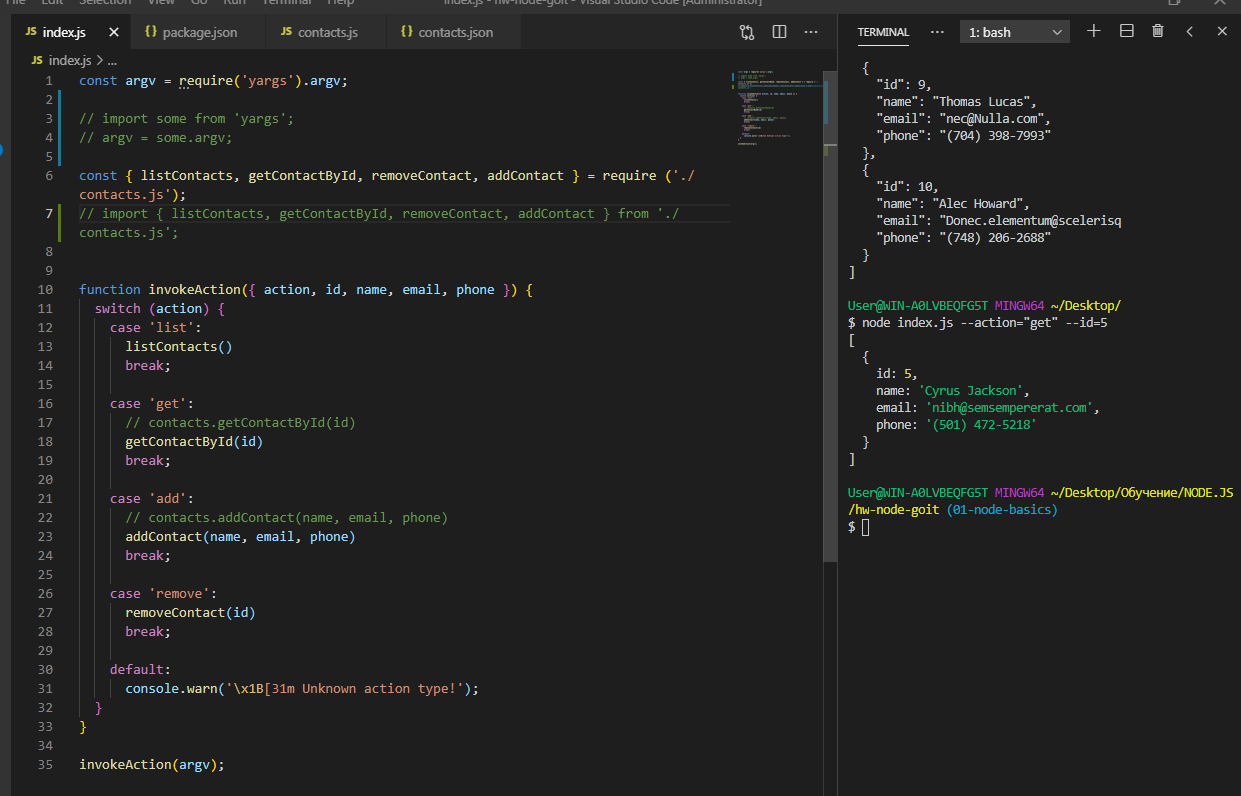 File Edit Selection View Go Run Terminal Help index.js - hw-node-goit - Visual Studio Code [Administrator]
JS index.js × {} package.json JS contacts.js {} contacts.json
JS index.js > ...
1 const argv = require('yargs').argv;
2
3 // import some from 'yargs';
4 // argv = some.argv;
5
6 const { listContacts, getContactById, removeContact, addContact } = require ('./
contacts.js');
7 // import { listContacts, getContactById, removeContact, addContact } from './
contacts.js';
8
9
10 function invokeAction({ action, id, name, email, phone }) {
11 switch (action) {
12 case 'list':
13 listContacts()
14 break;
15
16 case 'get':
17 // contacts.getContactById(id)
18 getContactById(id)
19 break;
20
21 case 'add':
22 // contacts.addContact(name, email, phone)
23 addContact(name, email, phone)
24 break;
25
26 case 'remove':
27 removeContact(id)
28 break;
29
30 default:
31 console.warn('\x1B[31m Unknown action type!');
32 }
33 }
34
35 invokeAction(argv);
TERMINAL ... 1: bash
{
"id": 9,
"name": "Thomas Lucas",
"email": "nec@Nulla.com",
"phone": "(704) 398-7993"
},
{
"id": 10,
"name": "Alec Howard",
"email": "Donec.elementum@scelerisq
"phone": "(748) 206-2688"
}
]
User@WIN-A0LVBEQFG5T MINGW64 ~/Desktop/
$ node index.js --action="get" --id=5
[
{
id: 5,
name: 'Cyrus Jackson',
email: 'nibh@semsempererat.com',
phone: '(501) 472-5218'
}
]
User@WIN-A0LVBEQFG5T MINGW64 ~/Desktop/Обучение/NODE.JS
/hw-node-goit (01-node-basics)
$